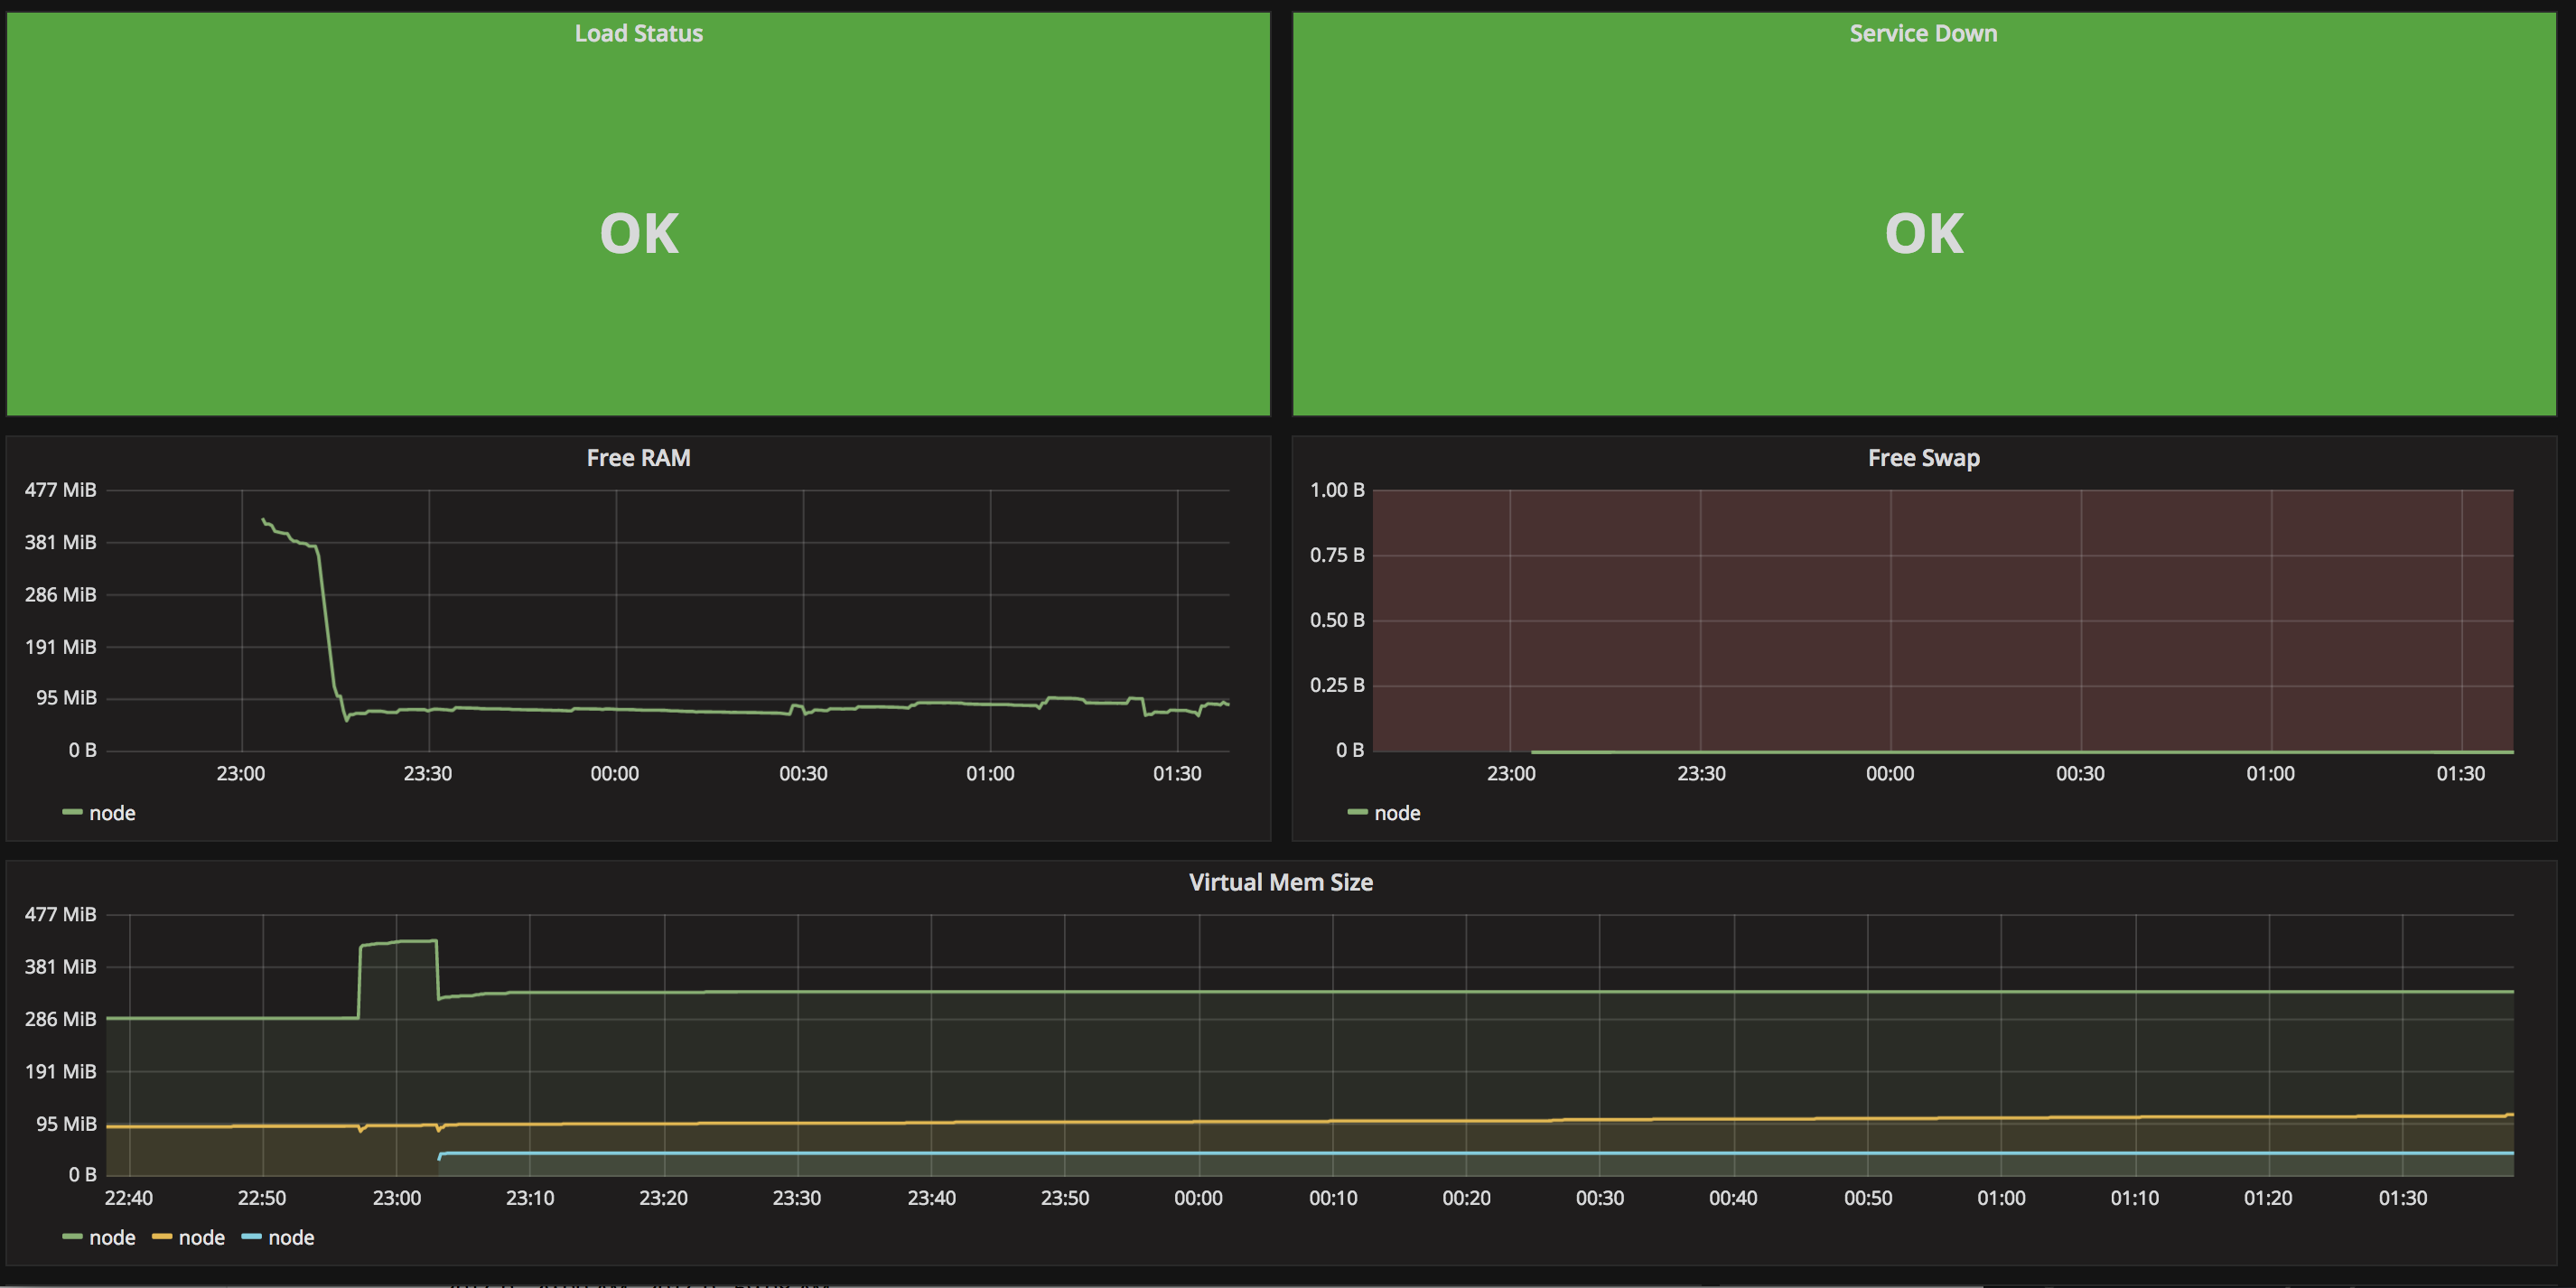 Load Status
OK
Service Down
OK
Free RAM
477 MiB
381 MiB
286 MiB
191 MiB
95 MiB
0 B
23:00 23:30 00:00 00:30 01:00 01:30
node
Free Swap
1.00 B
0.75 B
0.50 B
0.25 B
0 B
23:00 23:30 00:00 00:30 01:00 01:30
node
Virtual Mem Size
477 MiB
381 MiB
286 MiB
191 MiB
95 MiB
0 B
22:40 22:50 23:00 23:10 23:20 23:30 23:40 23:50 00:00 00:10 00:20 00:30 00:40 00:50 01:00 01:10 01:20 01:30
node node node